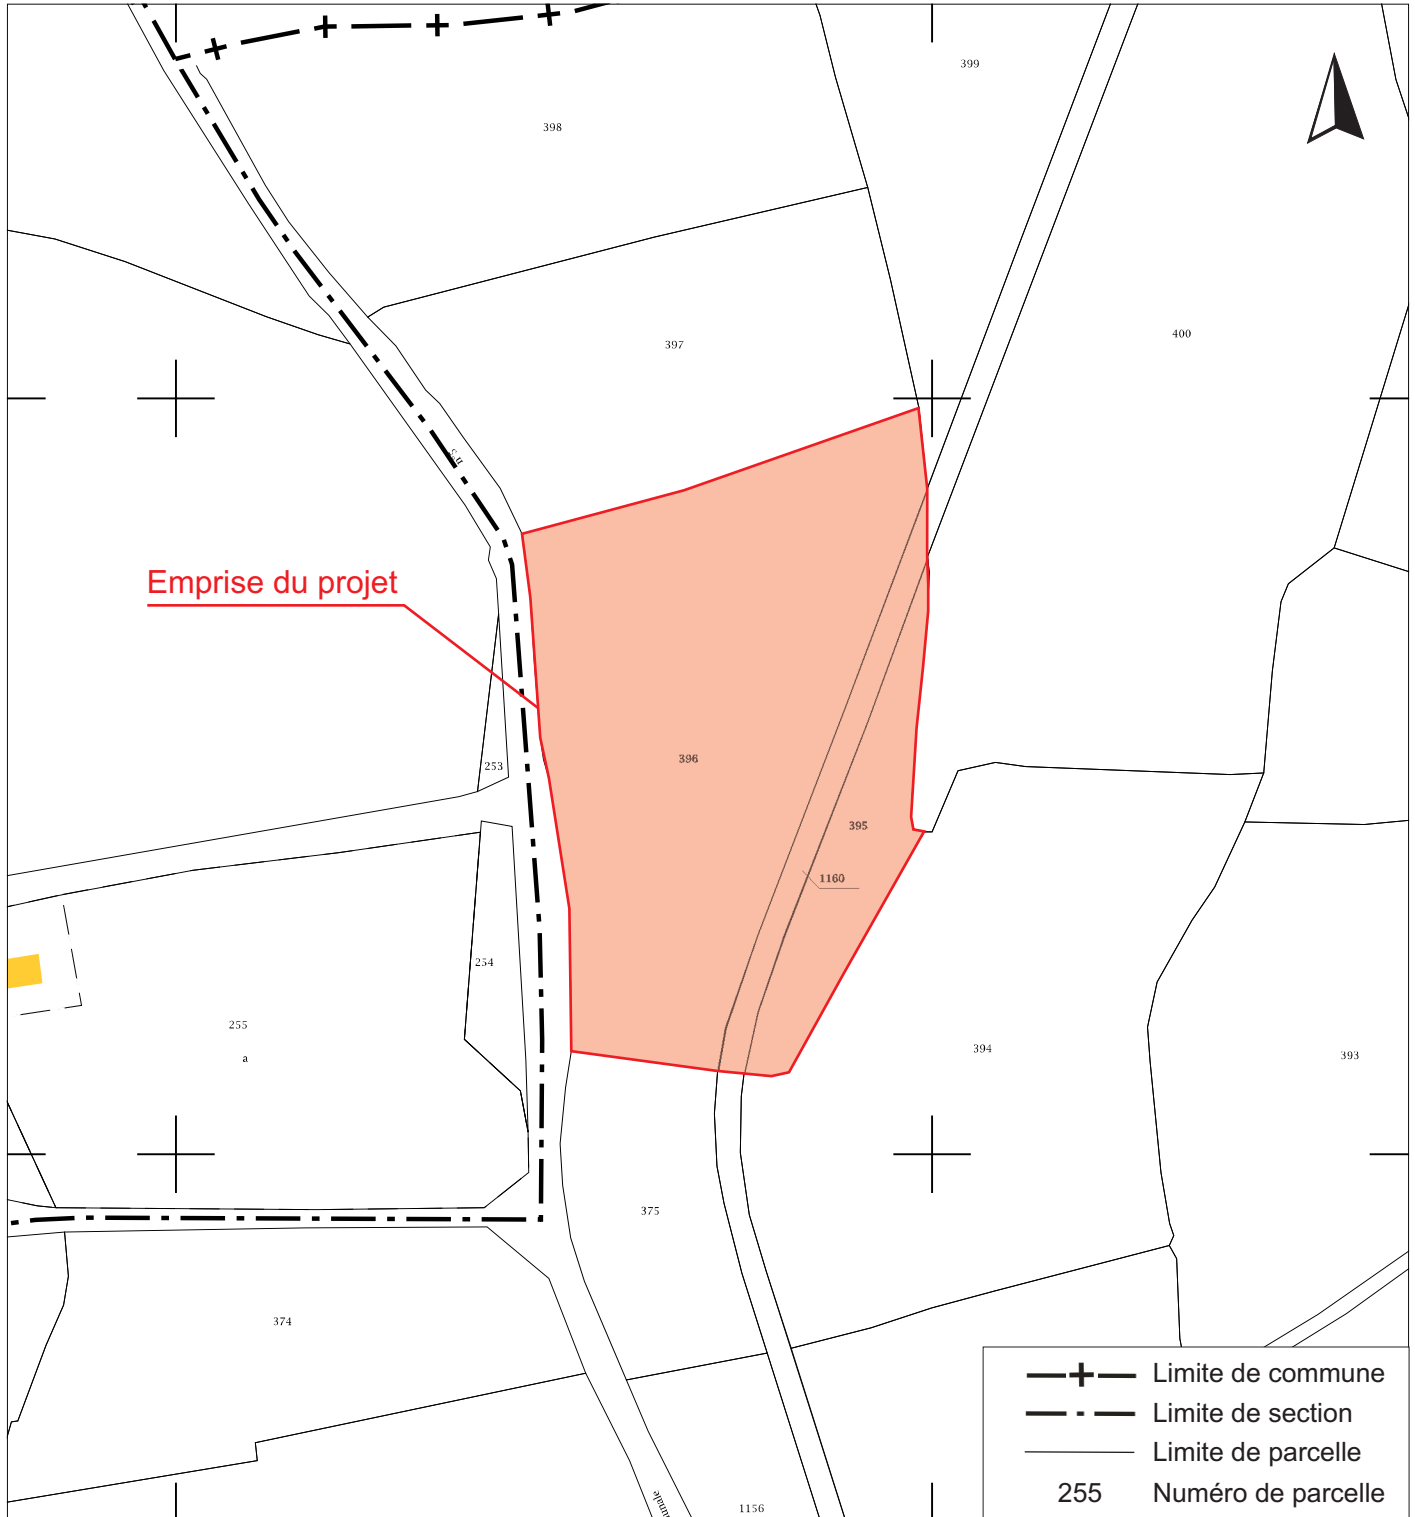 399
398
400
397
n°5
Emprise du projet
396
253
395
1160
254
255
a
394
393
375
374
Limite de commune
Limite de section
Limite de parcelle
255 Numéro de parcelle
1156